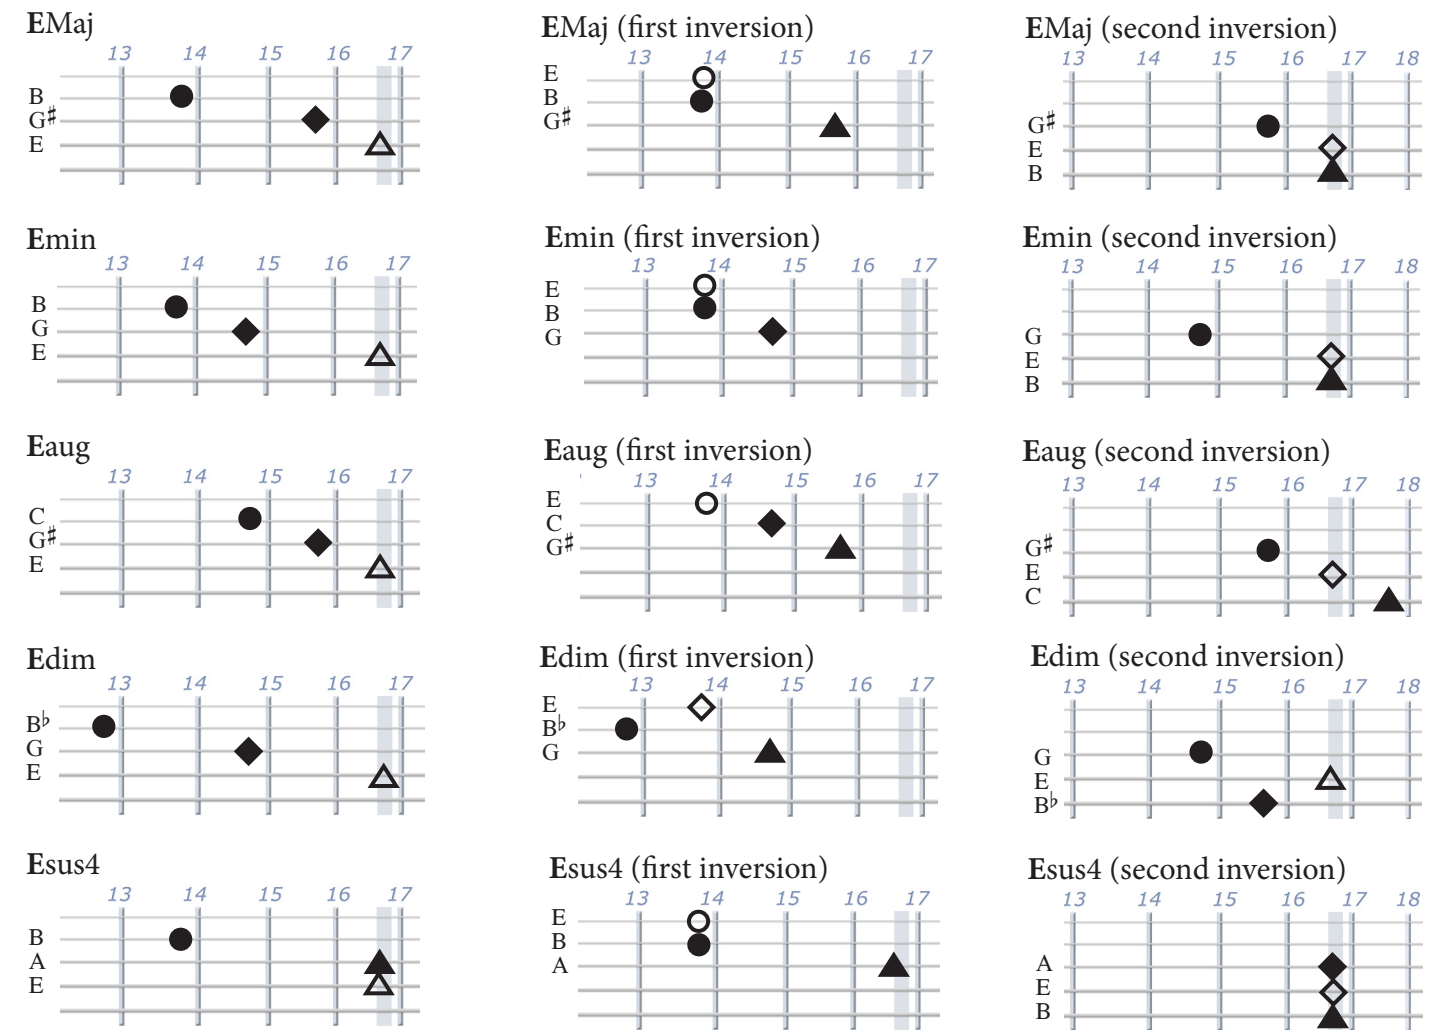 EMaj
13 14 15 16 17
B
G♯
E
EMaj (first inversion)
13 14 15 16 17
E
B
G♯
EMaj (second inversion)
13 14 15 16 17 18
G♯
E
B
Emin
13 14 15 16 17
B
G
E
Emin (first inversion)
13 14 15 16 17
E
B
G
Emin (second inversion)
13 14 15 16 17 18
G
E
B
Eaug
13 14 15 16 17
C
G♯
E
Eaug (first inversion)
13 14 15 16 17
E
C
G♯
Eaug (second inversion)
13 14 15 16 17 18
G♯
E
C
Edim
13 14 15 16 17
B♭
G
E
Edim (first inversion)
13 14 15 16 17
E
B♭
G
Edim (second inversion)
13 14 15 16 17 18
G
E
B♭
Esus4
13 14 15 16 17
B
A
E
Esus4 (first inversion)
13 14 15 16 17
E
B
A
Esus4 (second inversion)
13 14 15 16 17 18
A
E
B